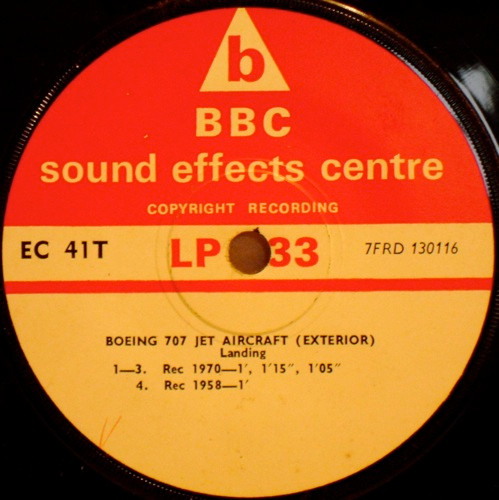 b
BBC
sound effects centre
COPYRIGHT RECORDING
EC 41T LP 33 7FRD 130116
BOEING 707 JET AIRCRAFT (EXTERIOR)
Landing
1—3. Rec 1970—1′, 1′15″, 1′05″
4. Rec 1958—1′